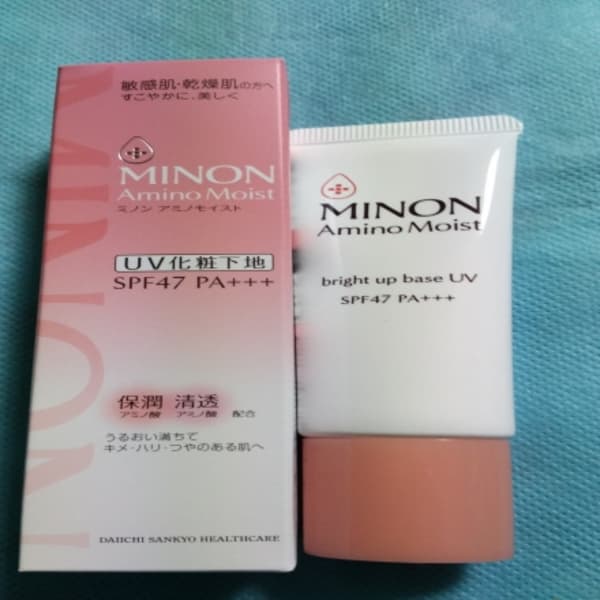 敏感肌・乾燥肌の方へ
すこやかに、美しく
MINON
Amino Moist
ミノン アミノモイスト
UV化粧下地
SPF47 PA+++
保潤 清透
アミノ酸 アミノ酸 配合
うるおい満ちて
キメ・ハリ・つやのある肌へ
DAIICHI SANKYO HEALTHCARE
MINON
MINON
Amino Moist
bright up base UV
SPF47 PA+++